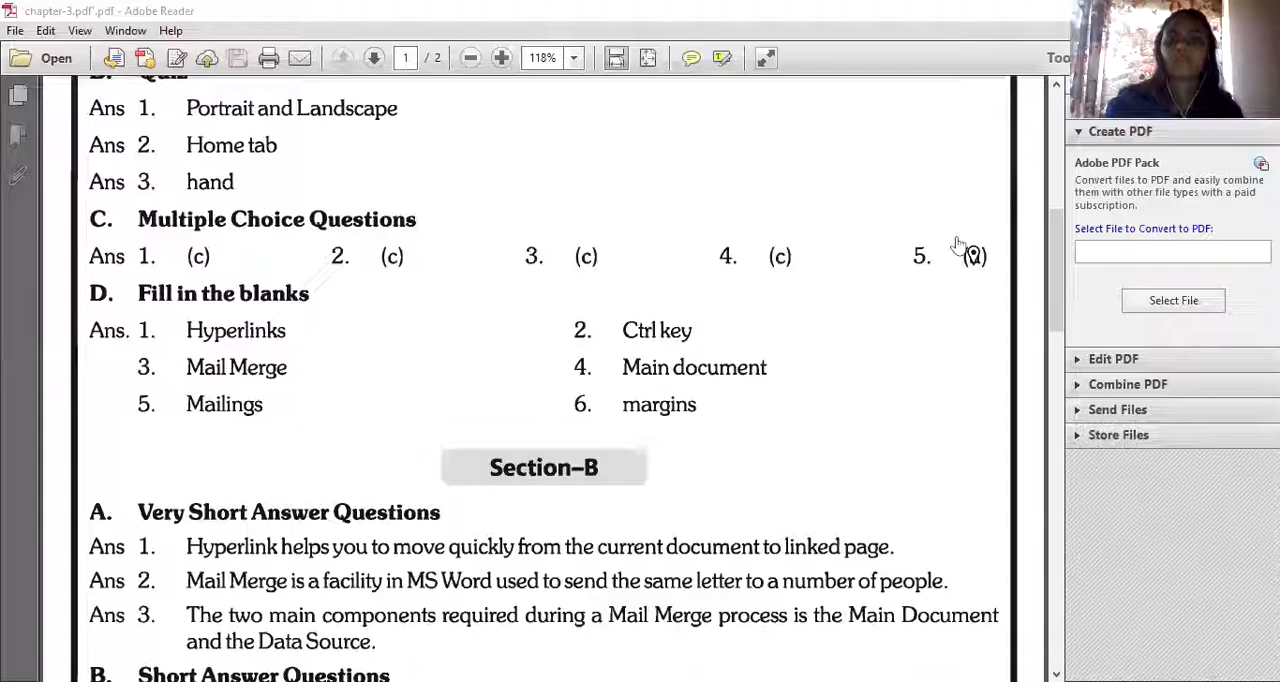 chapter-3.pdf'.pdf - Adobe Reader
File Edit View Window Help
Open 1 / 2 118%
Ans 1. Portrait and Landscape
Ans 2. Home tab
Ans 3. hand
C. Multiple Choice Questions
Ans 1. (c) 2. (c) 3. (c) 4. (c) 5.
D. Fill in the blanks
Ans. 1. Hyperlinks 2. Ctrl key
3. Mail Merge 4. Main document
5. Mailings 6. margins
Section–B
A. Very Short Answer Questions
Ans 1. Hyperlink helps you to move quickly from the current document to linked page.
Ans 2. Mail Merge is a facility in MS Word used to send the same letter to a number of people.
Ans 3. The two main components required during a Mail Merge process is the Main Document
and the Data Source.
B. Short Answer Questions
Create PDF
Adobe PDF Pack
Convert files to PDF and easily combine
them with other file types with a paid
subscription.
Select File to Convert to PDF:
Select File
Edit PDF
Combine PDF
Send Files
Store Files